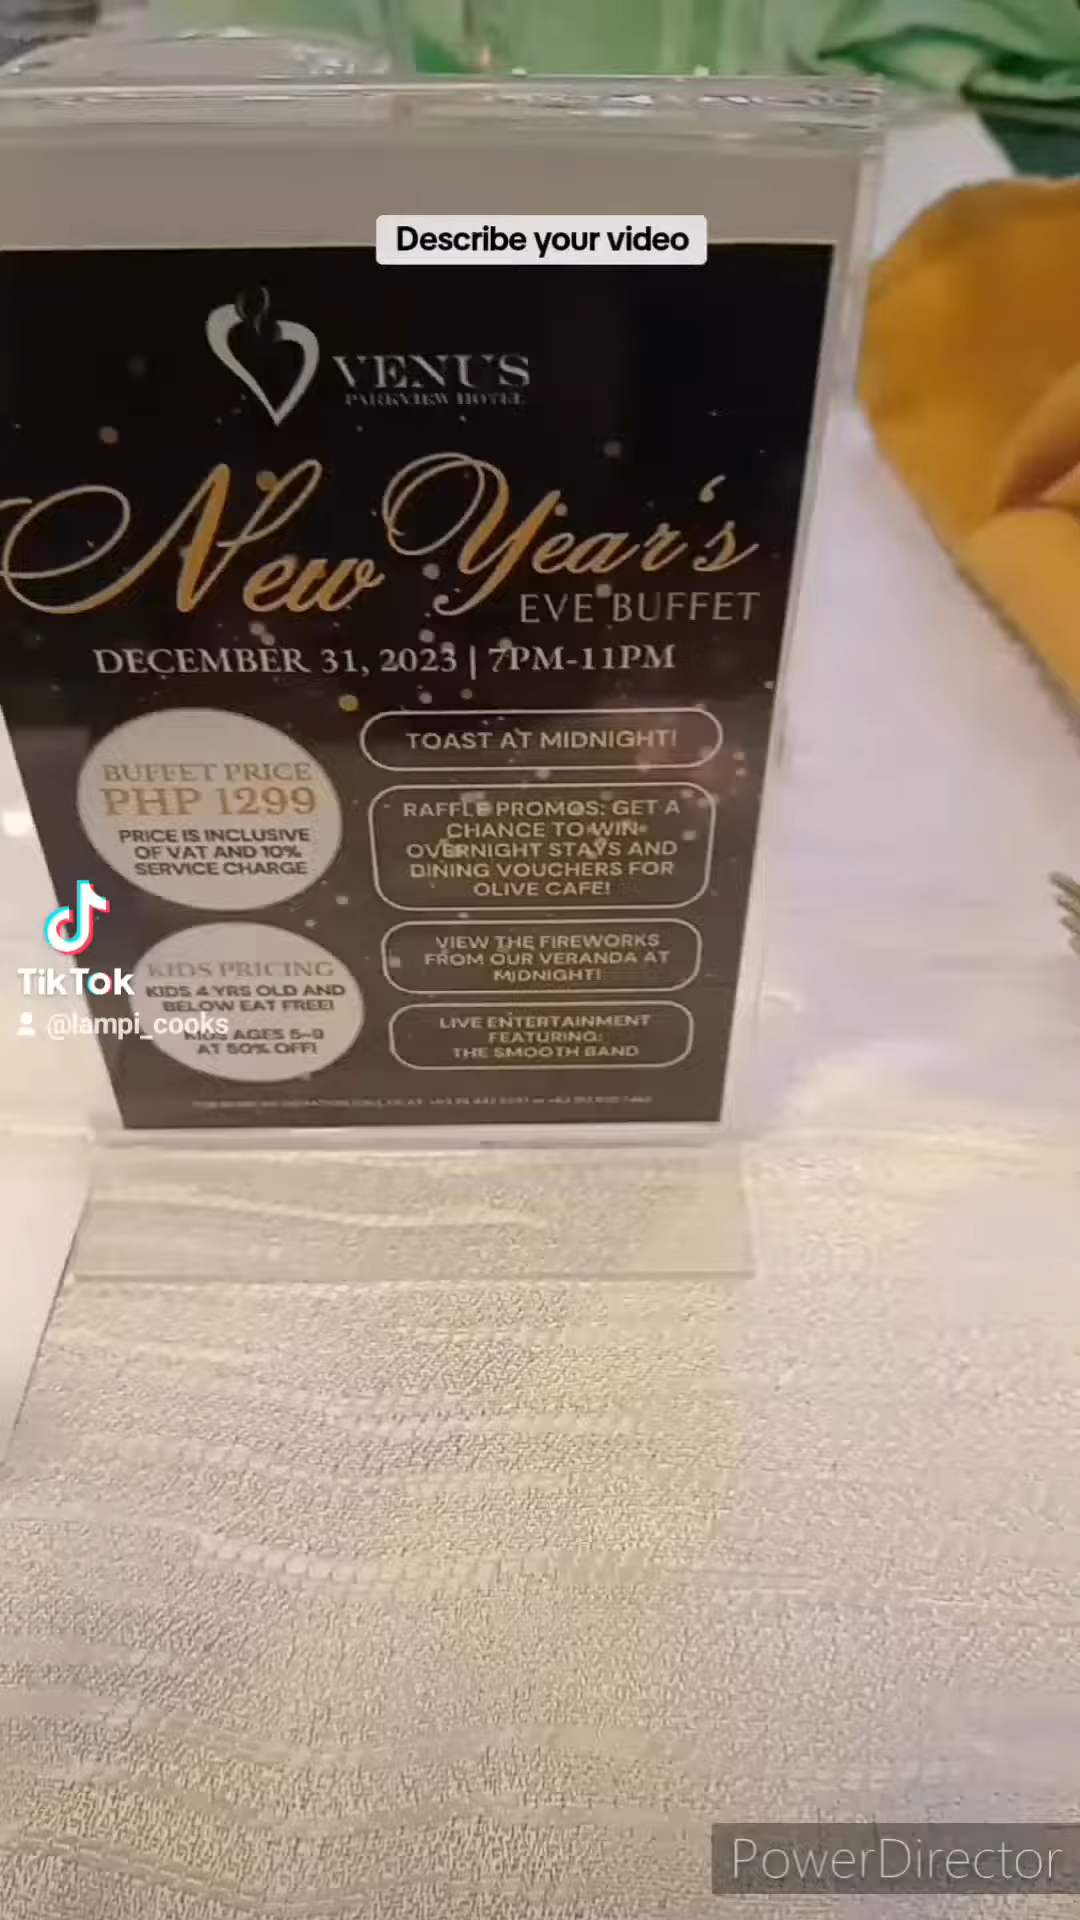 Describe your video
VENUS
PARKVIEW HOTEL
New Year's
EVE BUFFET
DECEMBER 31, 2023 | 7PM-11PM
BUFFET PRICE
PHP 1299
PRICE IS INCLUSIVE
OF VAT AND 10%
SERVICE CHARGE
TOAST AT MIDNIGHT!
RAFFLE PROMOS: GET A
CHANCE TO WIN
OVERNIGHT STAYS AND
DINING VOUCHERS FOR
OLIVE CAFE!
KIDS PRICING
KIDS 4 YRS OLD AND
BELOW EAT FREE!
KIDS AGES 5-9
AT 50% OFF!
VIEW THE FIREWORKS
FROM OUR VERANDA AT
MIDNIGHT!
LIVE ENTERTAINMENT
FEATURING:
THE SMOOTH BAND
TikTok
@lampi_cooks
PowerDirector